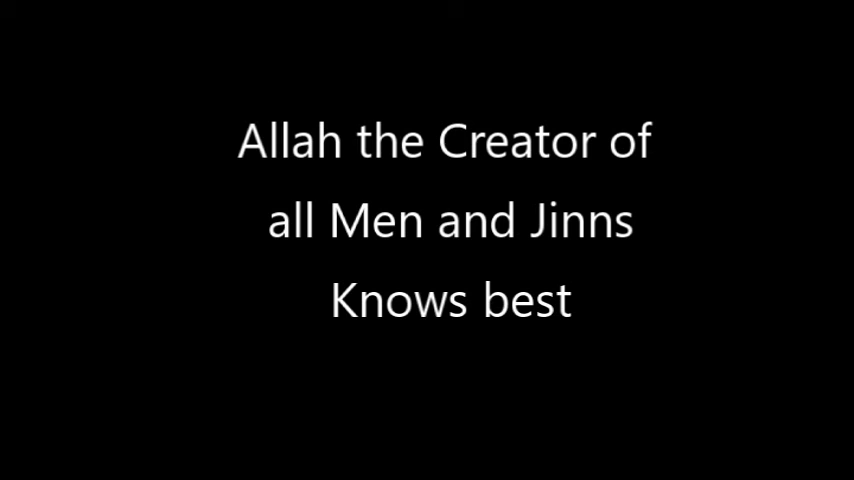 Allah the Creator of
all Men and Jinns
Knows best